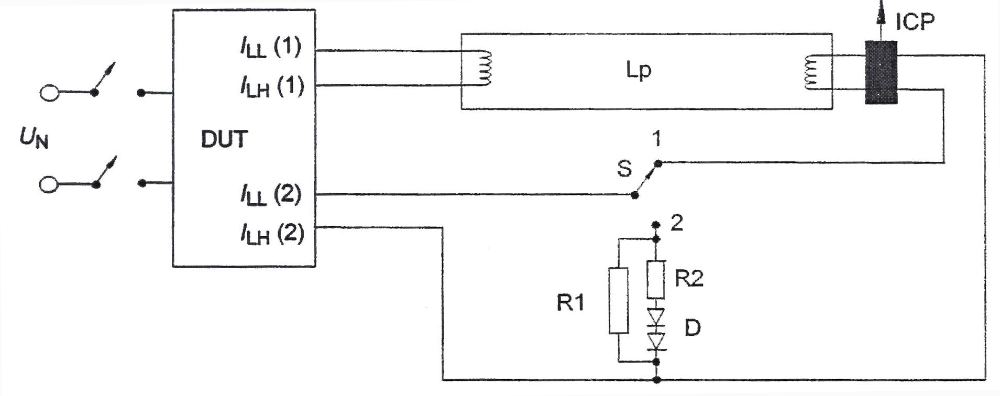 ICP
I_LL (1)
Lp
I_LH (1)
U_N
DUT
1
S
I_LL (2)
2
I_LH (2)
R2
R1
D